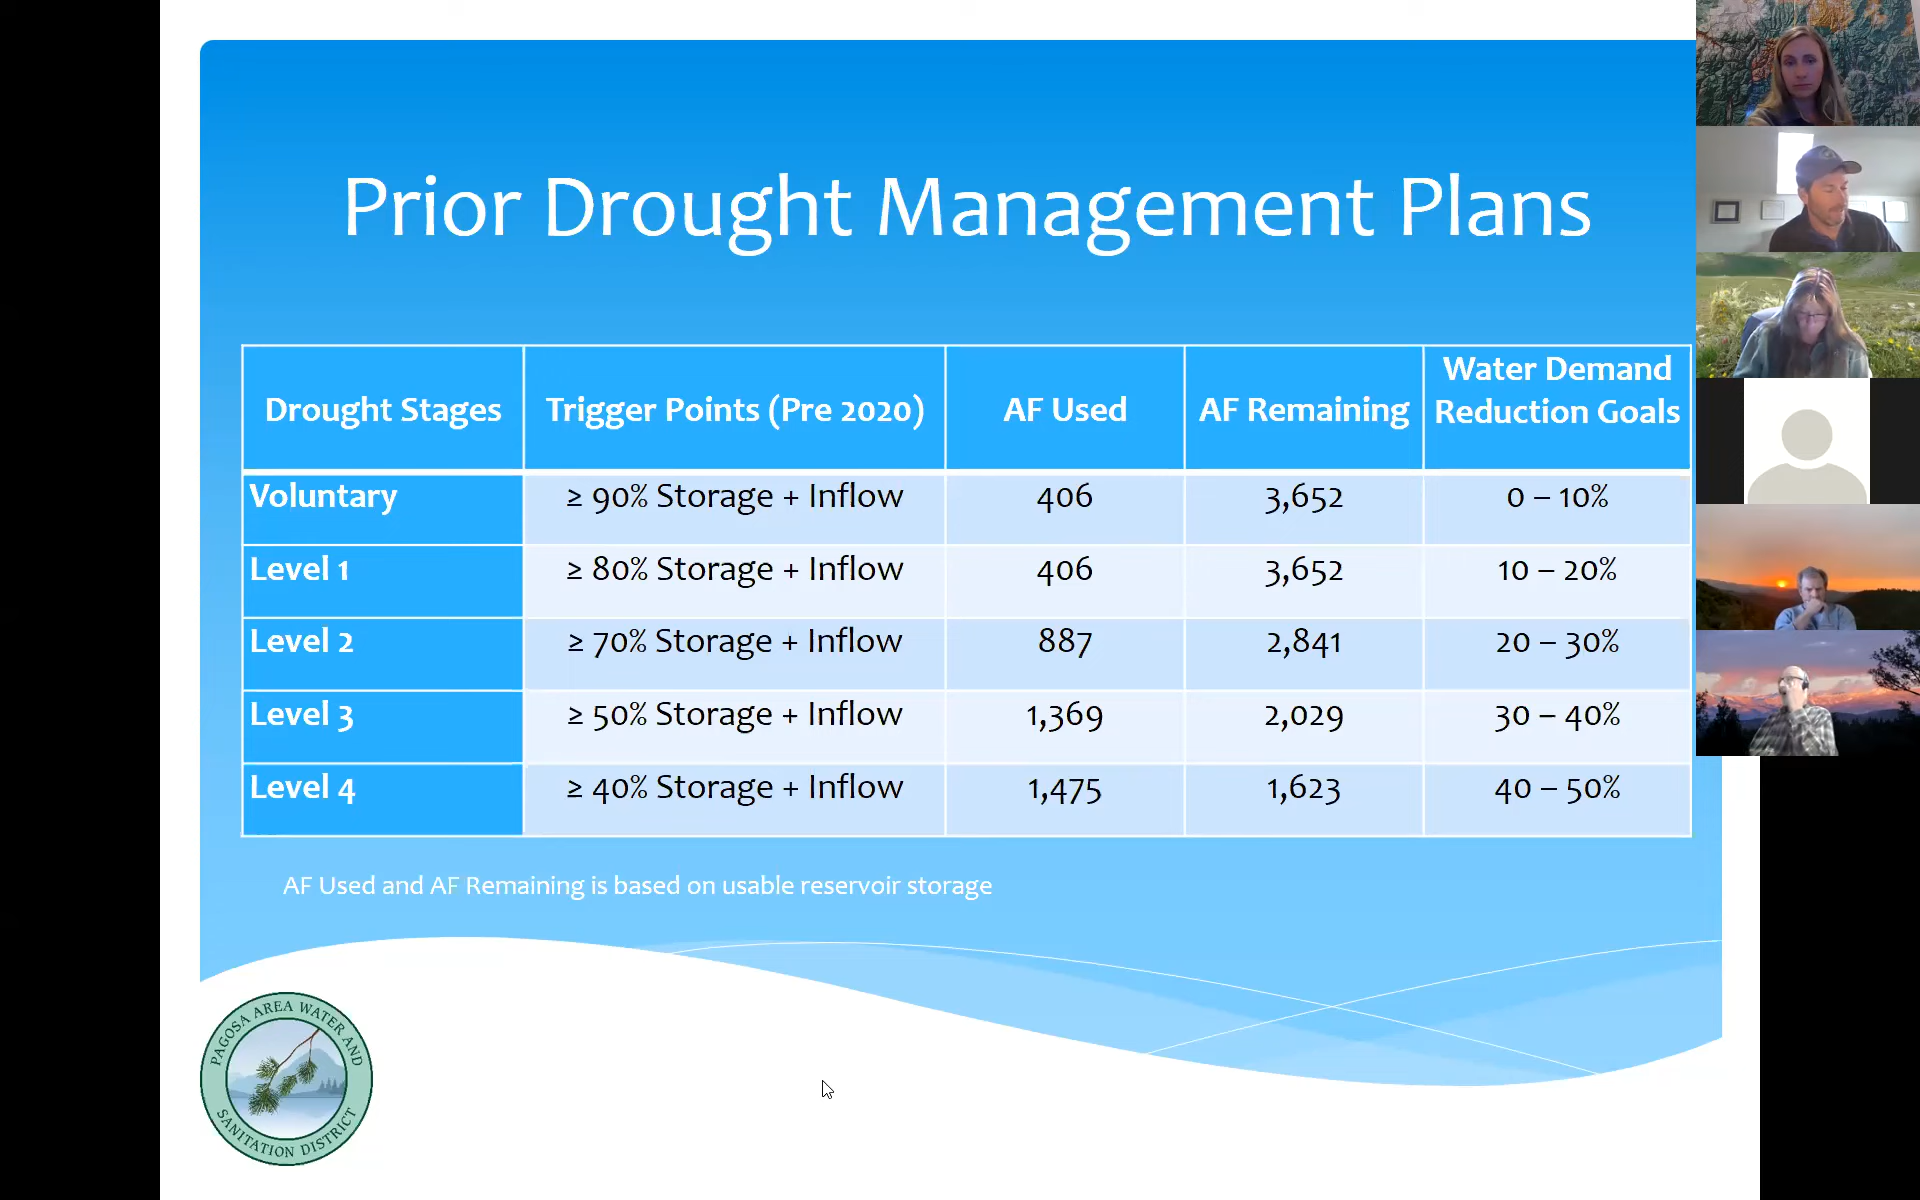 Prior Drought Management Plans
Drought Stages
Trigger Points (Pre 2020)
AF Used
AF Remaining
Water Demand
Reduction Goals
Voluntary
≥ 90% Storage + Inflow
406
3,652
0 – 10%
Level 1
≥ 80% Storage + Inflow
406
3,652
10 – 20%
Level 2
≥ 70% Storage + Inflow
887
2,841
20 – 30%
Level 3
≥ 50% Storage + Inflow
1,369
2,029
30 – 40%
Level 4
≥ 40% Storage + Inflow
1,475
1,623
40 – 50%
AF Used and AF Remaining is based on usable reservoir storage
PAGOSA AREA WATER AND
SANITATION DISTRICT